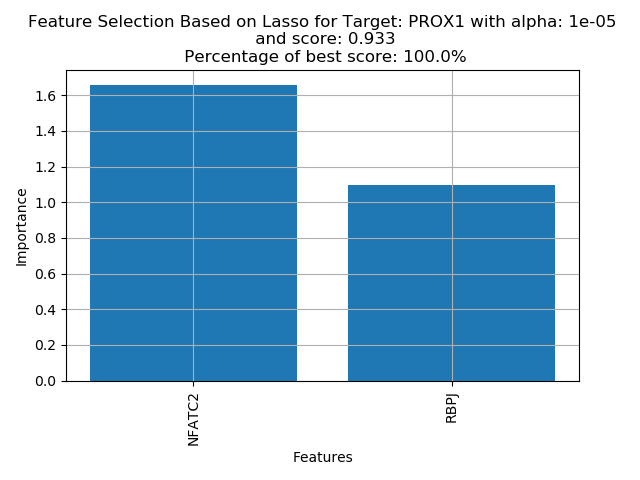 Feature Selection Based on Lasso for Target: PROX1 with alpha: 1e-05
and score: 0.933
Percentage of best score: 100.0%
Importance
1.6
1.4
1.2
1.0
0.8
0.6
0.4
0.2
0.0
NFATC2
RBPJ
Features